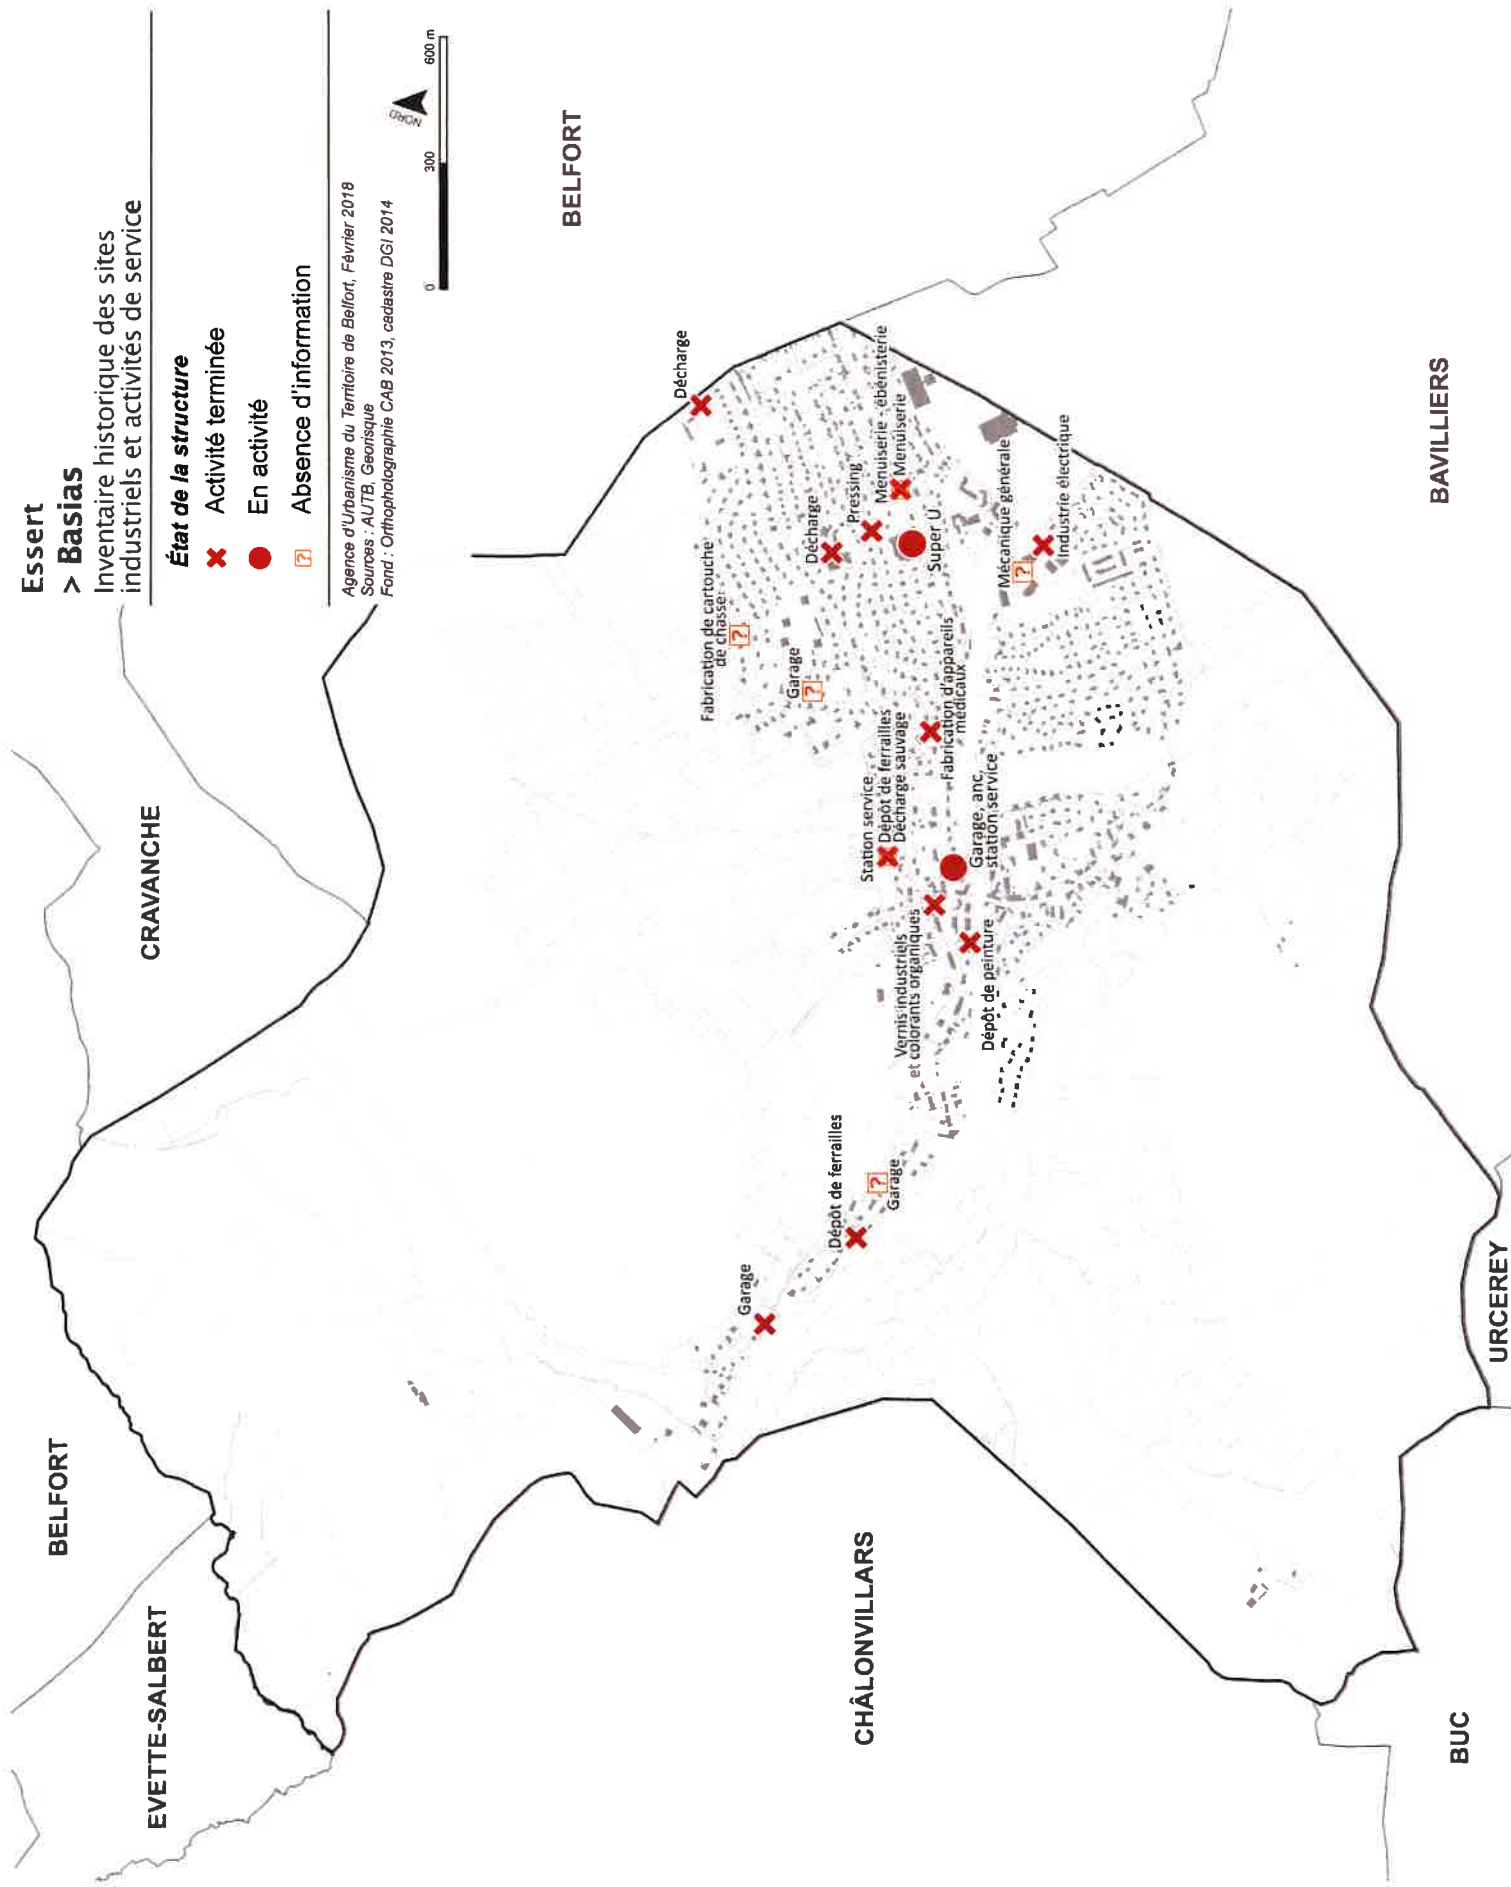 Essert
> Basias
Inventaire historique des sites
industriels et activités de service
État de la structure
Activité terminée
En activité
? Absence d'information
Agence d'Urbanisme du Territoire de Belfort, Février 2018
Sources : AUTB, Georisque
Fond : Orthophotographie CAB 2013, cadastre DGI 2014
NORD
0 300 600 m
BELFORT
EVETTE-SALBERT
CRAVANCHE
BELFORT
CHÂLONVILLARS
BUC
URCEREY
BAVILLIERS
Garage
Dépôt de ferrailles
?
Garage
Vernis industriels
et colorants organiques
Dépôt de peinture
Station service
Dépôt de ferrailles
Décharge sauvage
Garage, anc.
station service
Fabrication d'appareils
médicaux
Fabrication de cartouche
de chasse
?
Garage
?
Décharge
Décharge
Pressing
Menuiserie - ébénisterie
Menuiserie
Super U
Mécanique générale
?
Industrie électrique